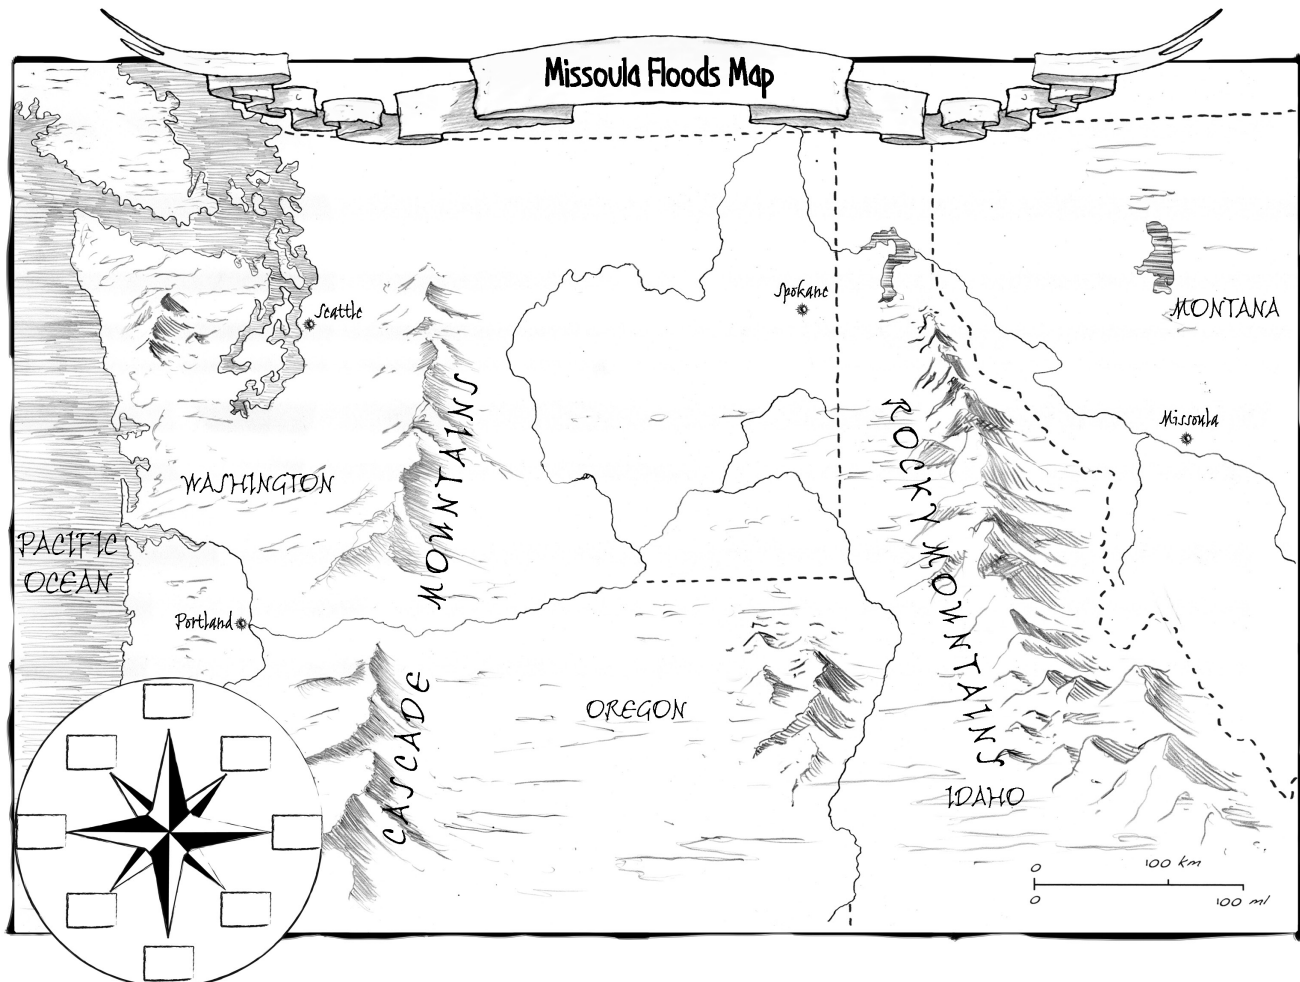 Missoula Floods Map
Seattle
Spokane
MONTANA
Missoula
WASHINGTON
PACIFIC
OCEAN
Portland
CASCADE MOUNTAINS
ROCKY MOUNTAINS
OREGON
IDAHO
0 100 km
0 100 mi